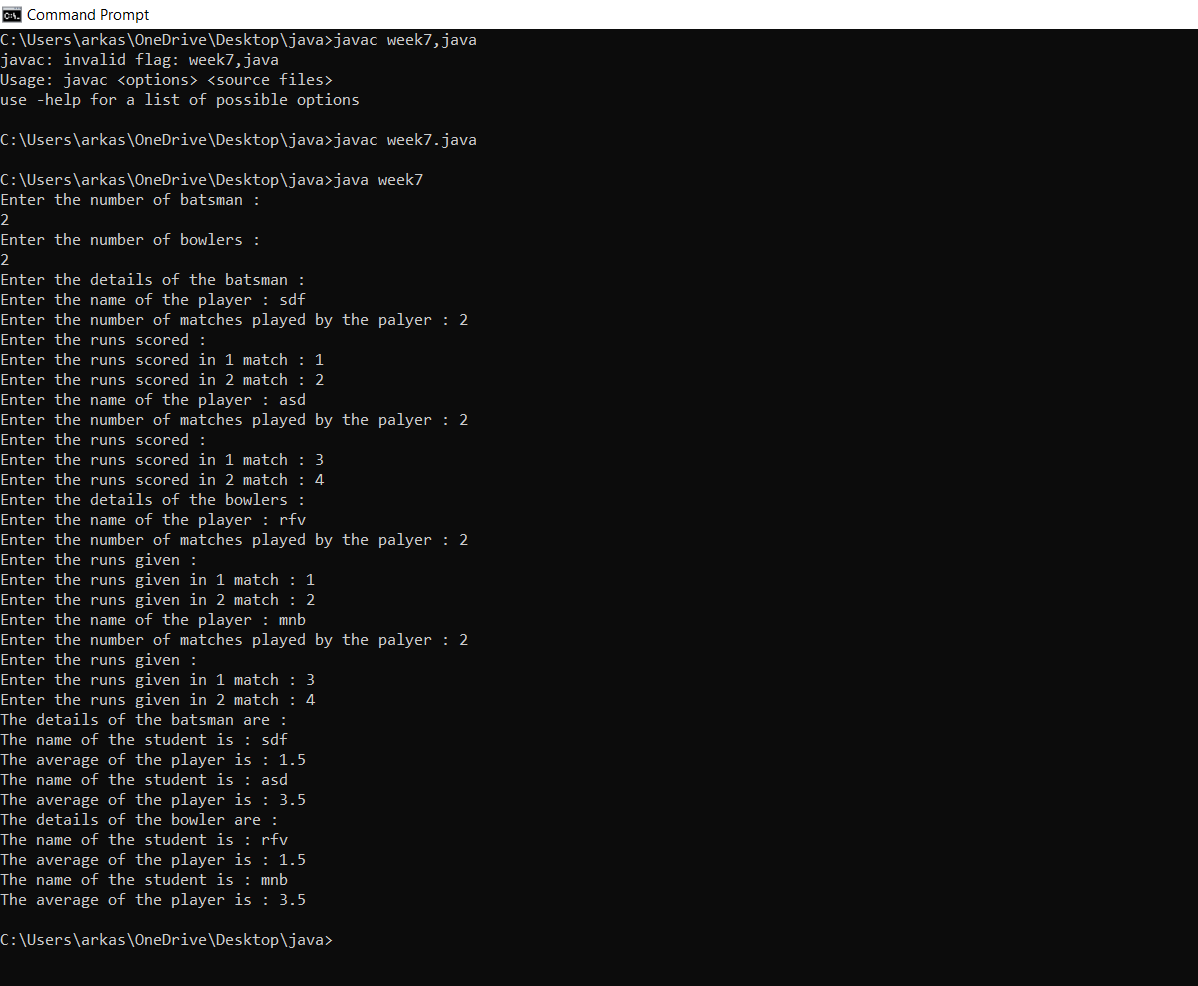 Command Prompt
C:\Users\arkas\OneDrive\Desktop\java>javac week7,java
javac: invalid flag: week7,java
Usage: javac <options> <source files>
use -help for a list of possible options
C:\Users\arkas\OneDrive\Desktop\java>javac week7.java
C:\Users\arkas\OneDrive\Desktop\java>java week7
Enter the number of batsman :
2
Enter the number of bowlers :
2
Enter the details of the batsman :
Enter the name of the player : sdf
Enter the number of matches played by the palyer : 2
Enter the runs scored :
Enter the runs scored in 1 match : 1
Enter the runs scored in 2 match : 2
Enter the name of the player : asd
Enter the number of matches played by the palyer : 2
Enter the runs scored :
Enter the runs scored in 1 match : 3
Enter the runs scored in 2 match : 4
Enter the details of the bowlers :
Enter the name of the player : rfv
Enter the number of matches played by the palyer : 2
Enter the runs given :
Enter the runs given in 1 match : 1
Enter the runs given in 2 match : 2
Enter the name of the player : mnb
Enter the number of matches played by the palyer : 2
Enter the runs given :
Enter the runs given in 1 match : 3
Enter the runs given in 2 match : 4
The details of the batsman are :
The name of the student is : sdf
The average of the player is : 1.5
The name of the student is : asd
The average of the player is : 3.5
The details of the bowler are :
The name of the student is : rfv
The average of the player is : 1.5
The name of the student is : mnb
The average of the player is : 3.5
C:\Users\arkas\OneDrive\Desktop\java>